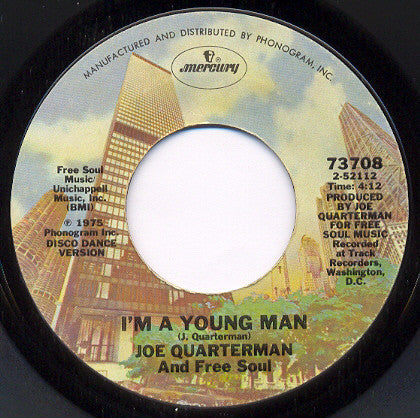 MANUFACTURED AND DISTRIBUTED BY PHONOGRAM, INC.
mercury
Free Soul
Music/
Unichappell
Music, Inc.
(BMI)
℗ 1975
Phonogram Inc.
DISCO DANCE
VERSION
73708
2-52112
Time: 4:12
PRODUCED
BY JOE
QUARTERMAN
FOR FREE
SOUL MUSIC
Recorded
at Track
Recorders,
Washington,
D.C.
I'M A YOUNG MAN
(J. Quarterman)
JOE QUARTERMAN
And Free Soul